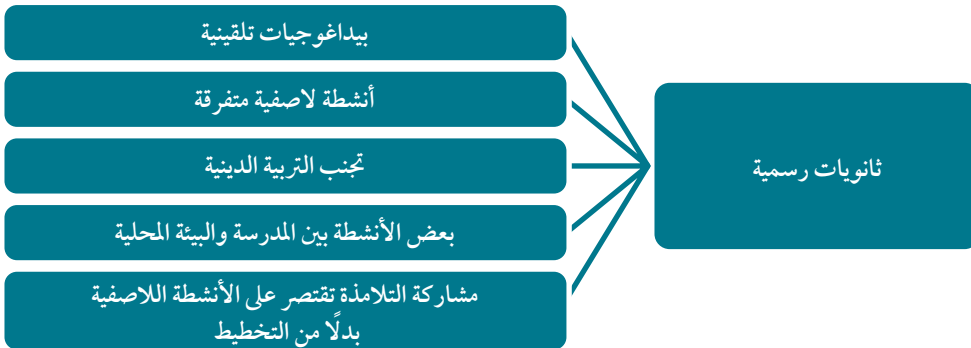 ثانويات رسمية
بيداغوجيات تلقينية
أنشطة لاصفية متفرقة
تجنب التربية الدينية
بعض الأنشطة بين المدرسة والبيئة المحلية
مشاركة التلامذة تقتصر على الأنشطة اللاصفية
بدلًا من التخطيط